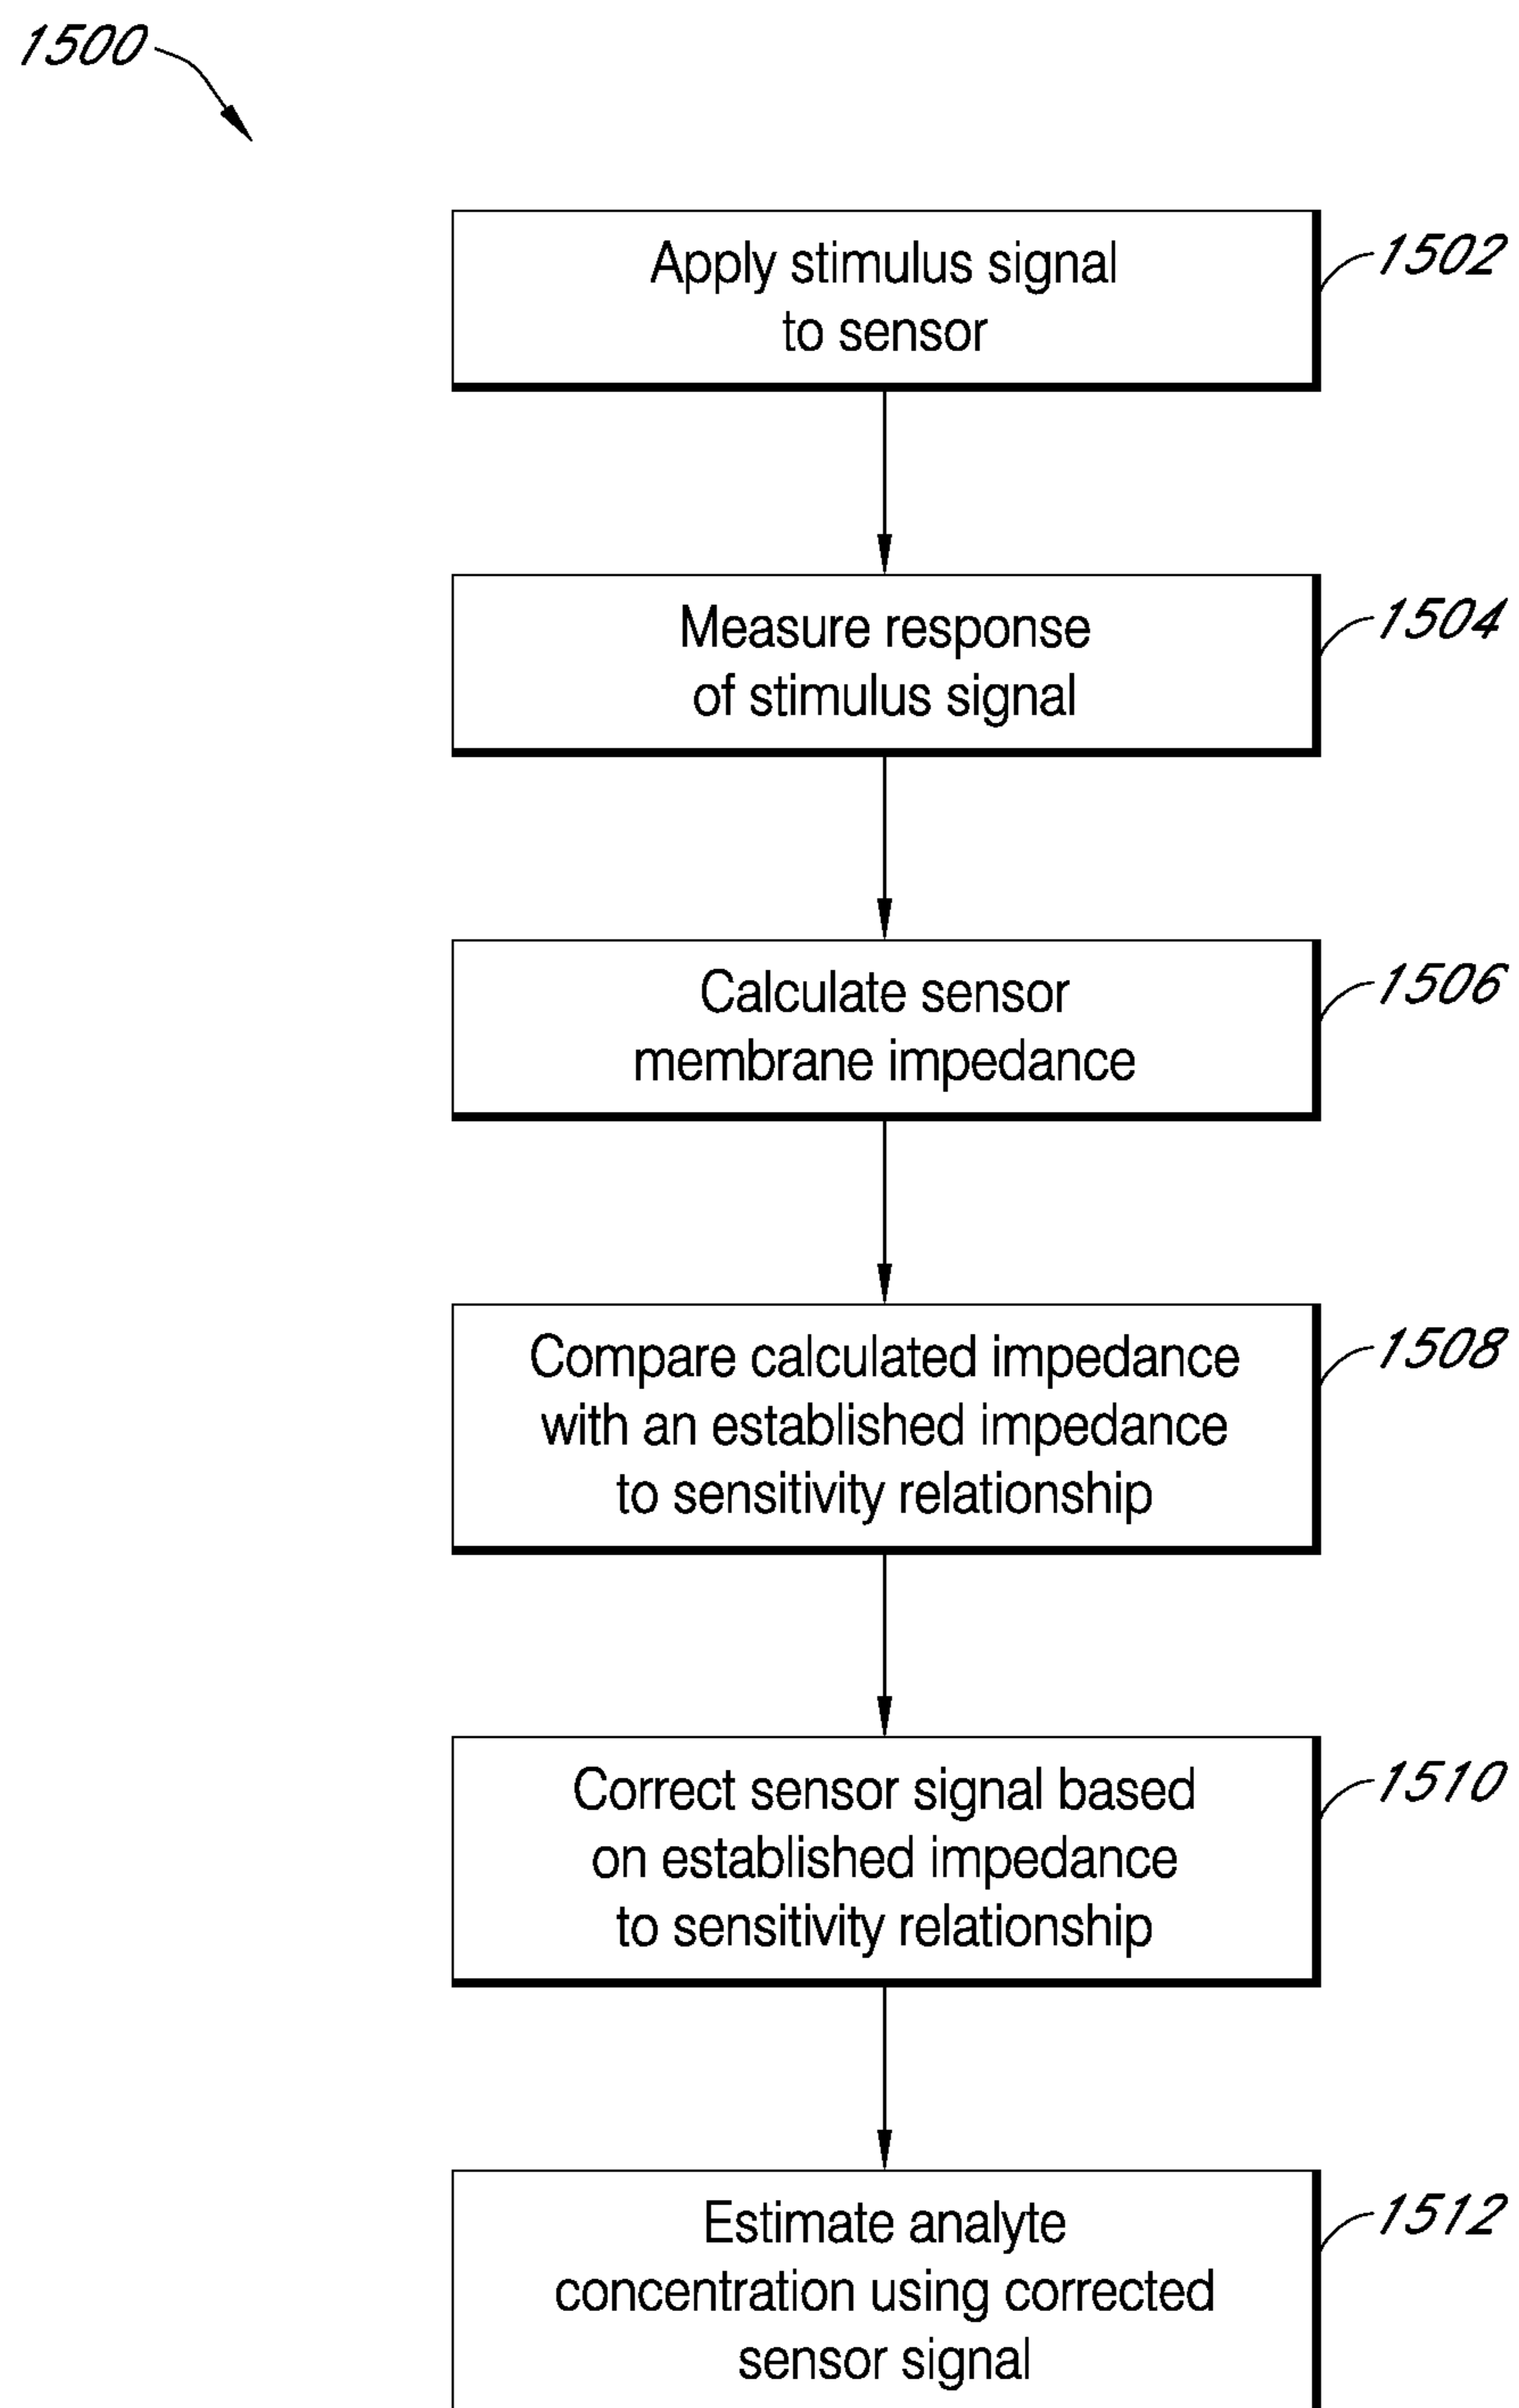 1500
Apply stimulus signal
to sensor
1502
Measure response
of stimulus signal
1504
Calculate sensor
membrane impedance
1506
Compare calculated impedance
with an established impedance
to sensitivity relationship
1508
Correct sensor signal based
on established impedance
to sensitivity relationship
1510
Estimate analyte
concentration using corrected
sensor signal
1512